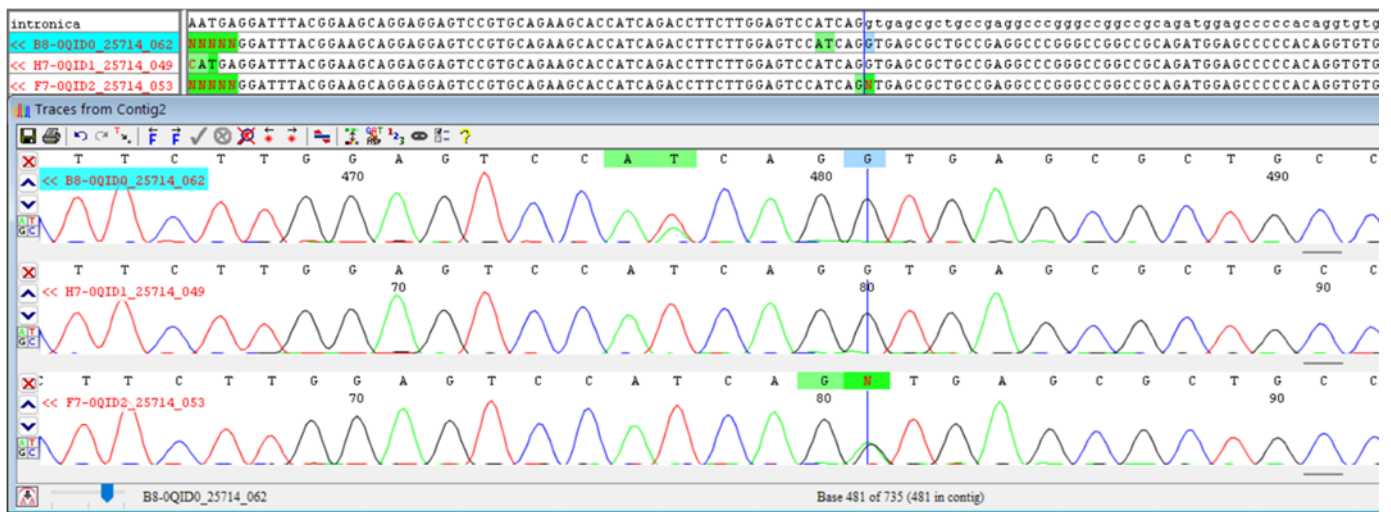 intronica AATGAGGATTTACGGAAGCAGGAGGAGTCCGTGCAGAAGCACCATCAGACCTTCTTGGAGTCCATCAGgtgagcgctgccgaggcccgggccggccgcagatggagcccccacaggtgtg
<< B8-0QID0_25714_062 NNNNNGGATTTACGGAAGCAGGAGGAGTCCGTGCAGAAGCACCATCAGACCTTCTTGGAGTCCATCAGGTGAGCGCTGCCGAGGCCCGGGCCGGCCGCAGATGGAGCCCCCACAGGTGTG
<< H7-0QID1_25714_049 CATGAGGATTTACGGAAGCAGGAGGAGTCCGTGCAGAAGCACCATCAGACCTTCTTGGAGTCCATCAGGTGAGCGCTGCCGAGGCCCGGGCCGGCCGCAGATGGAGCCCCCACAGGTGTG
<< F7-0QID2_25714_053 NNNNNGGATTTACGGAAGCAGGAGGAGTCCGTGCAGAAGCACCATCAGACCTTCTTGGAGTCCATCAGNTGAGCGCTGCCGAGGCCCGGGCCGGCCGCAGATGGAGCCCCCACAGGTGTG
Traces from Contig2
T T C T T G G A G T C C A T C A G G T G A G C G C T G C C
470 480 490
<< B8-0QID0_25714_062
T T C T T G G A G T C C A T C A G G T G A G C G C T G C C
70 80 90
<< H7-0QID1_25714_049
T T C T T G G A G T C C A T C A G N T G A G C G C T G C C
70 80 90
<< F7-0QID2_25714_053
B8-0QID0_25714_062 Base 481 of 735 (481 in contig)